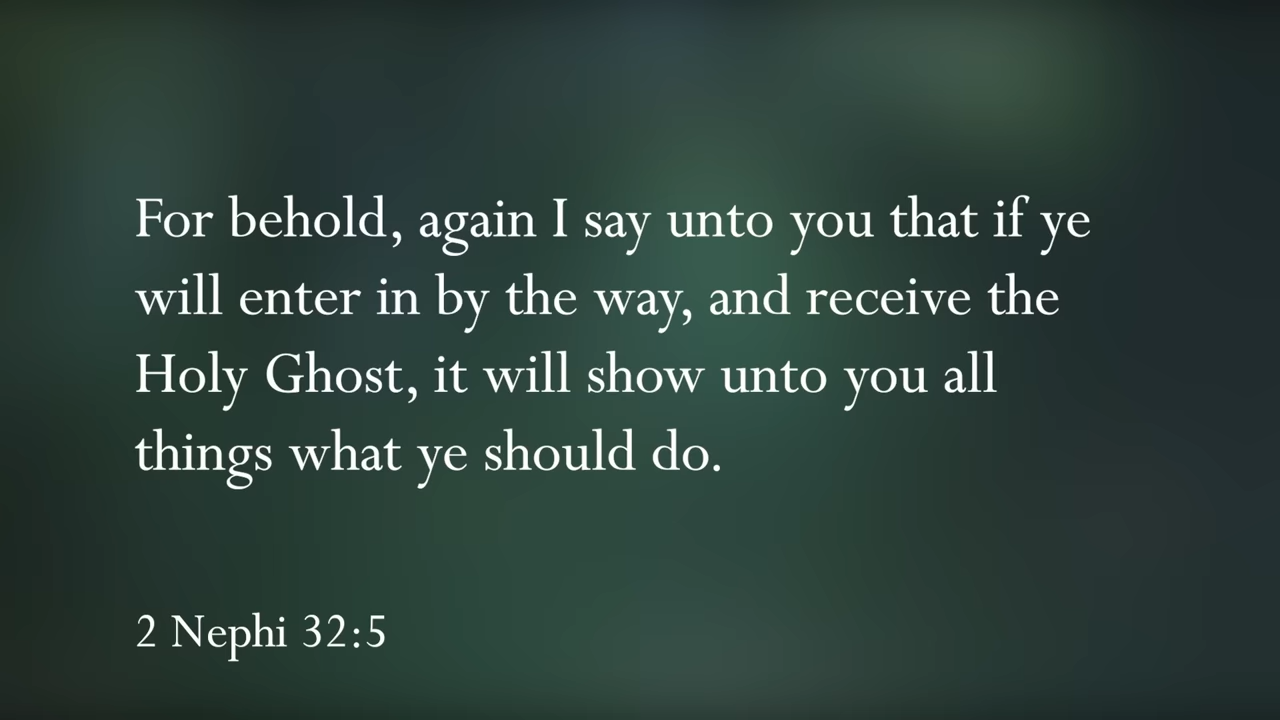 For behold, again I say unto you that if ye
will enter in by the way, and receive the
Holy Ghost, it will show unto you all
things what ye should do.
2 Nephi 32:5